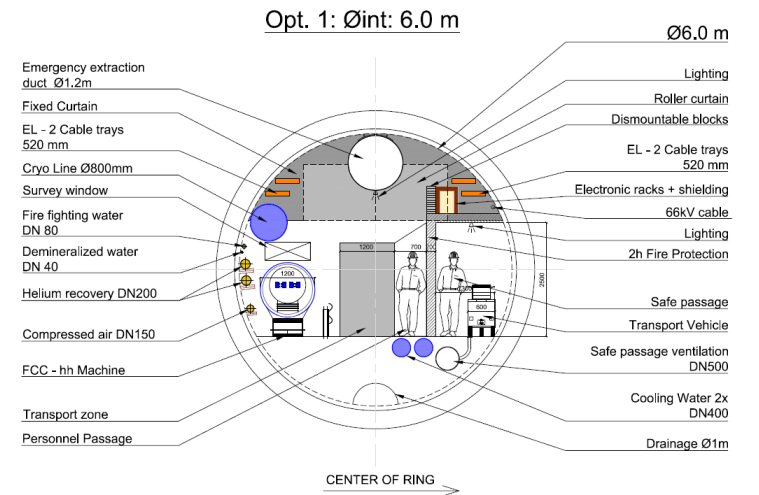 Opt. 1: Øint: 6.0 m
Emergency extraction
duct Ø1.2m
Fixed Curtain
EL - 2 Cable trays
520 mm
Cryo Line Ø800mm
Survey window
Fire fighting water
DN 80
Demineralized water
DN 40
Helium recovery DN200
Compressed air DN150
FCC - hh Machine
Transport zone
Personnel Passage
Ø6.0 m
Lighting
Roller curtain
Dismountable blocks
EL - 2 Cable trays
520 mm
Electronic racks + shielding
66kV cable
Lighting
2h Fire Protection
Safe passage
Transport Vehicle
Safe passage ventilation
DN500
Cooling Water 2x
DN400
Drainage Ø1m
1200
1200
700
600
2500
CENTER OF RING